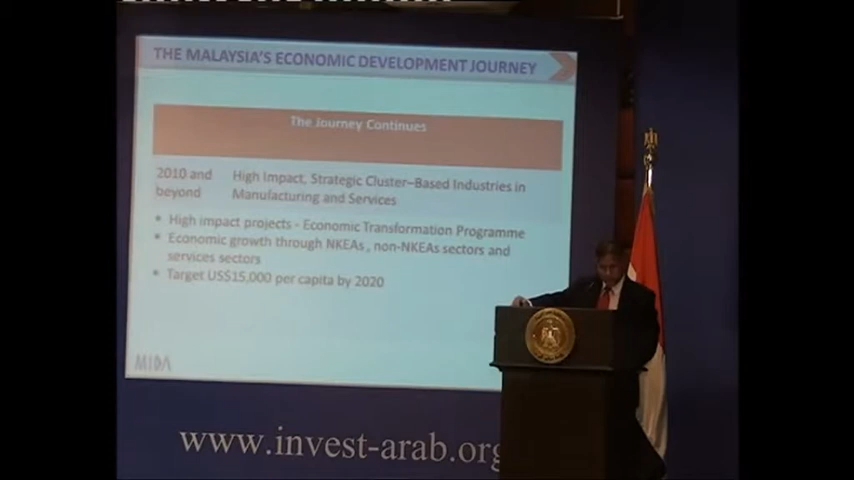 THE MALAYSIA'S ECONOMIC DEVELOPMENT JOURNEY
The Journey Continues
2010 and beyond
High Impact, Strategic Cluster–Based Industries in
Manufacturing and Services
• High impact projects - Economic Transformation Programme
• Economic growth through NKEAs, non-NKEAs sectors and
services sectors
• Target US$15,000 per capita by 2020
MIDA
www.invest-arab.org